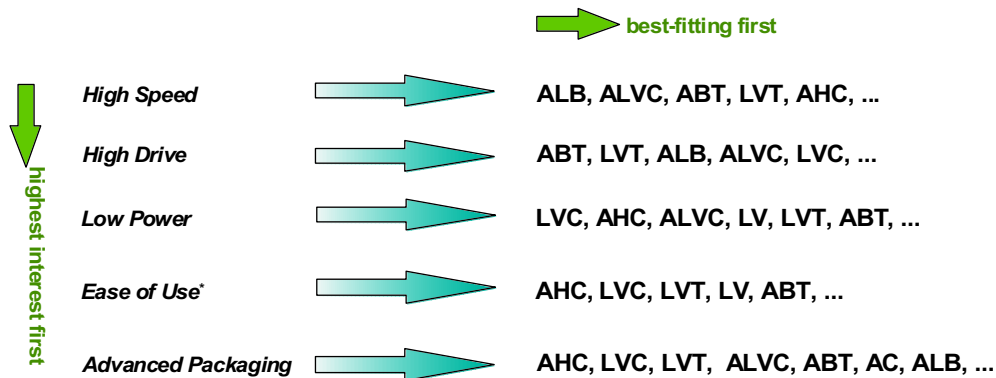 best-fitting first
highest interest first
High Speed ALB, ALVC, ABT, LVT, AHC, ...
High Drive ABT, LVT, ALB, ALVC, LVC, ...
Low Power LVC, AHC, ALVC, LV, LVT, ABT, ...
Ease of Use* AHC, LVC, LVT, LV, ABT, ...
Advanced Packaging AHC, LVC, LVT, ALVC, ABT, AC, ALB, ...